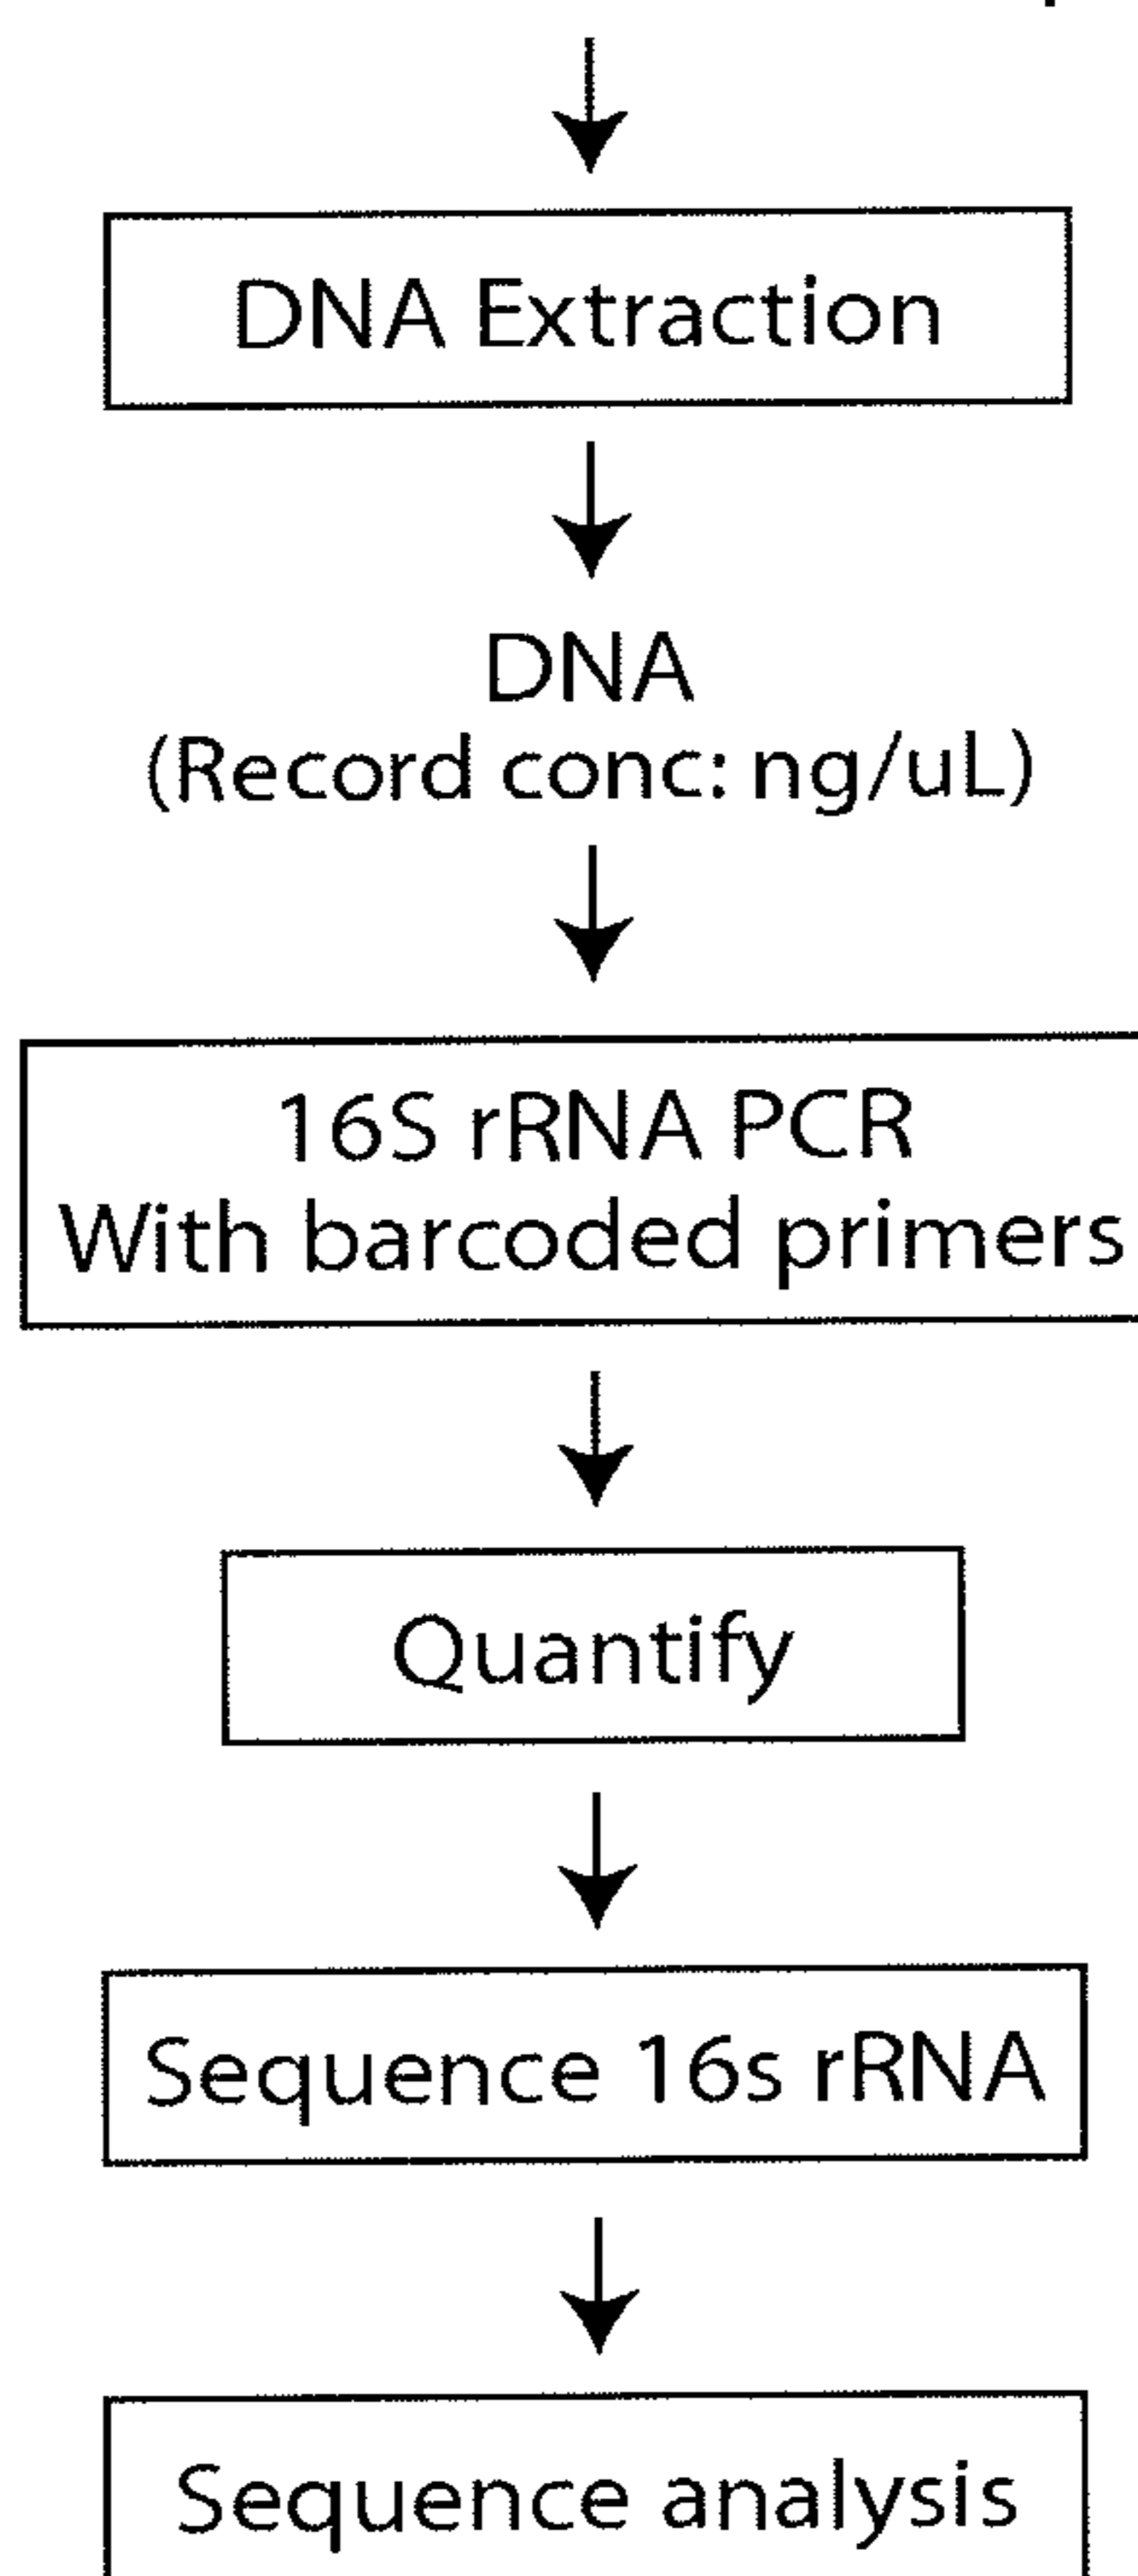 DNA Extraction
DNA
(Record conc: ng/uL)
16S rRNA PCR
With barcoded primers
Quantify
Sequence 16s rRNA
Sequence analysis